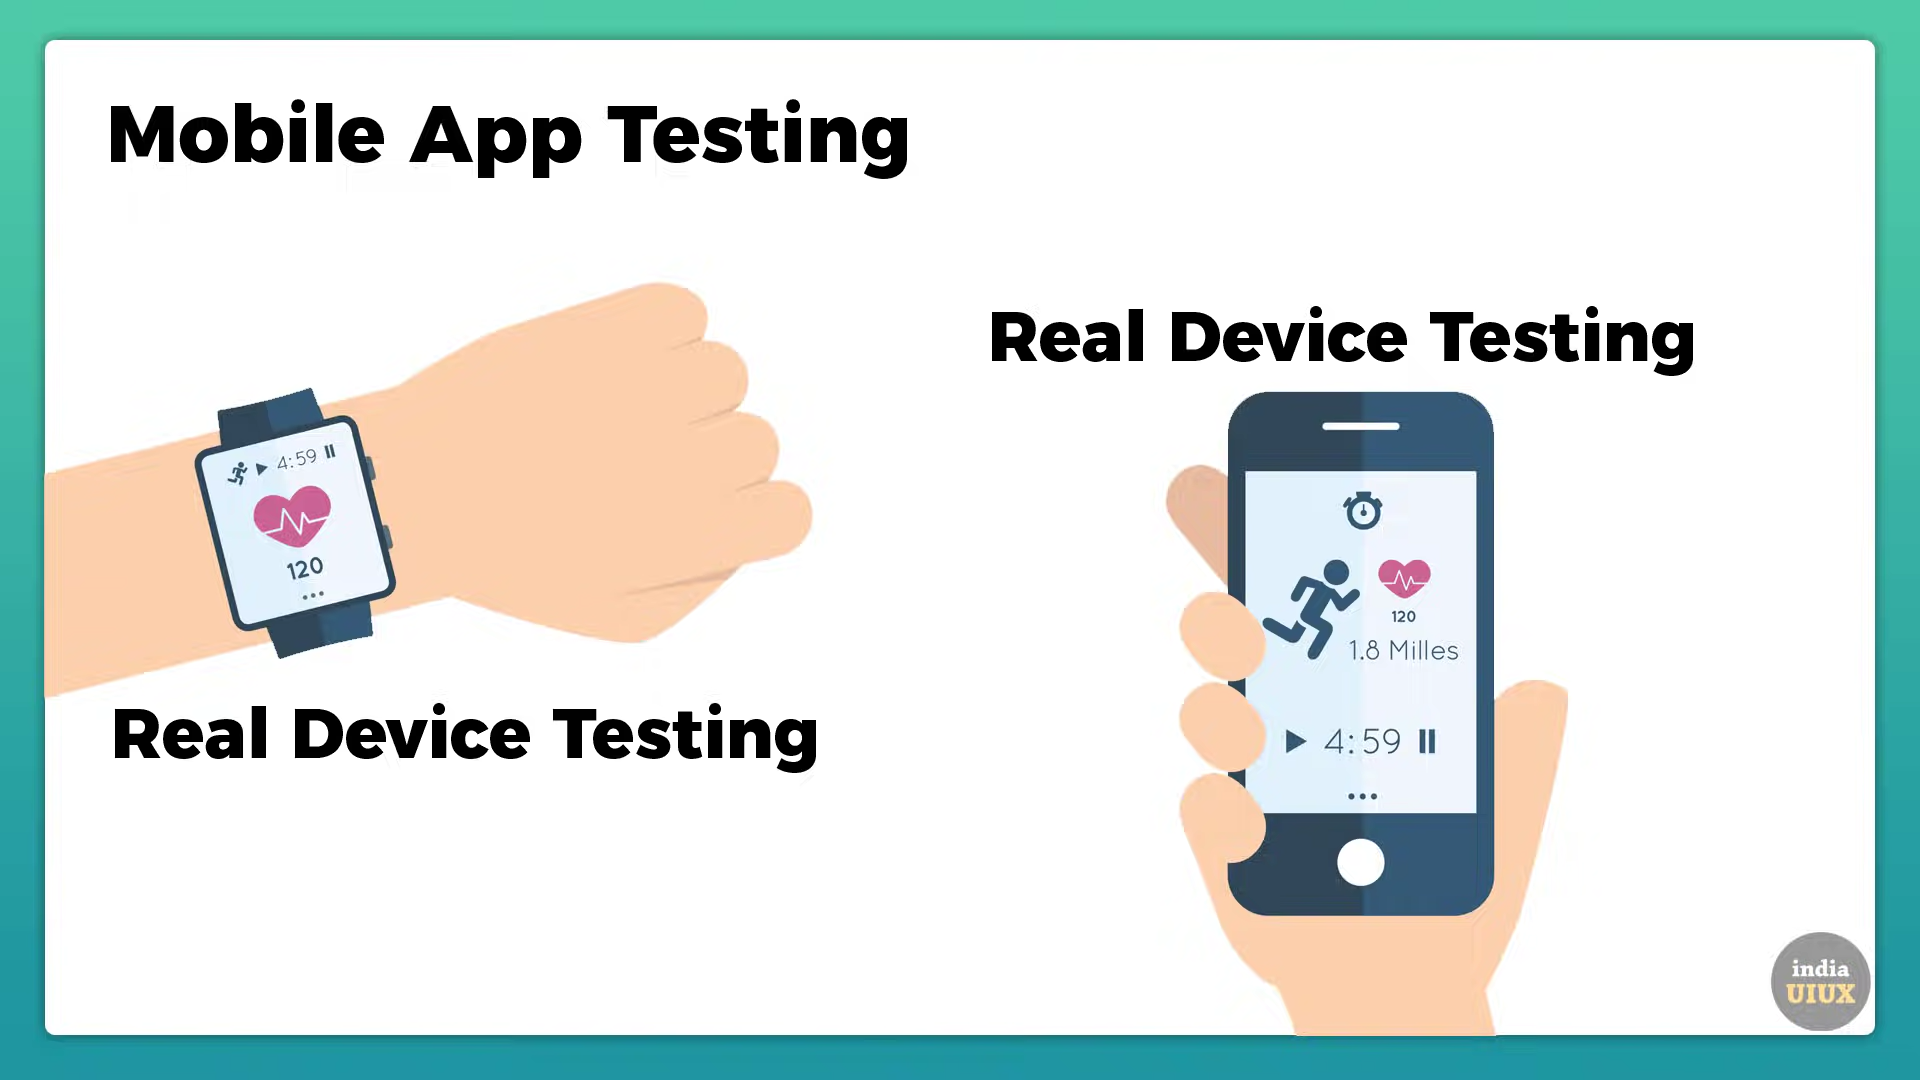 Mobile App Testing
4:59
120
Real Device Testing
Real Device Testing
120
1.8 Milles
4:59
india
UIUX